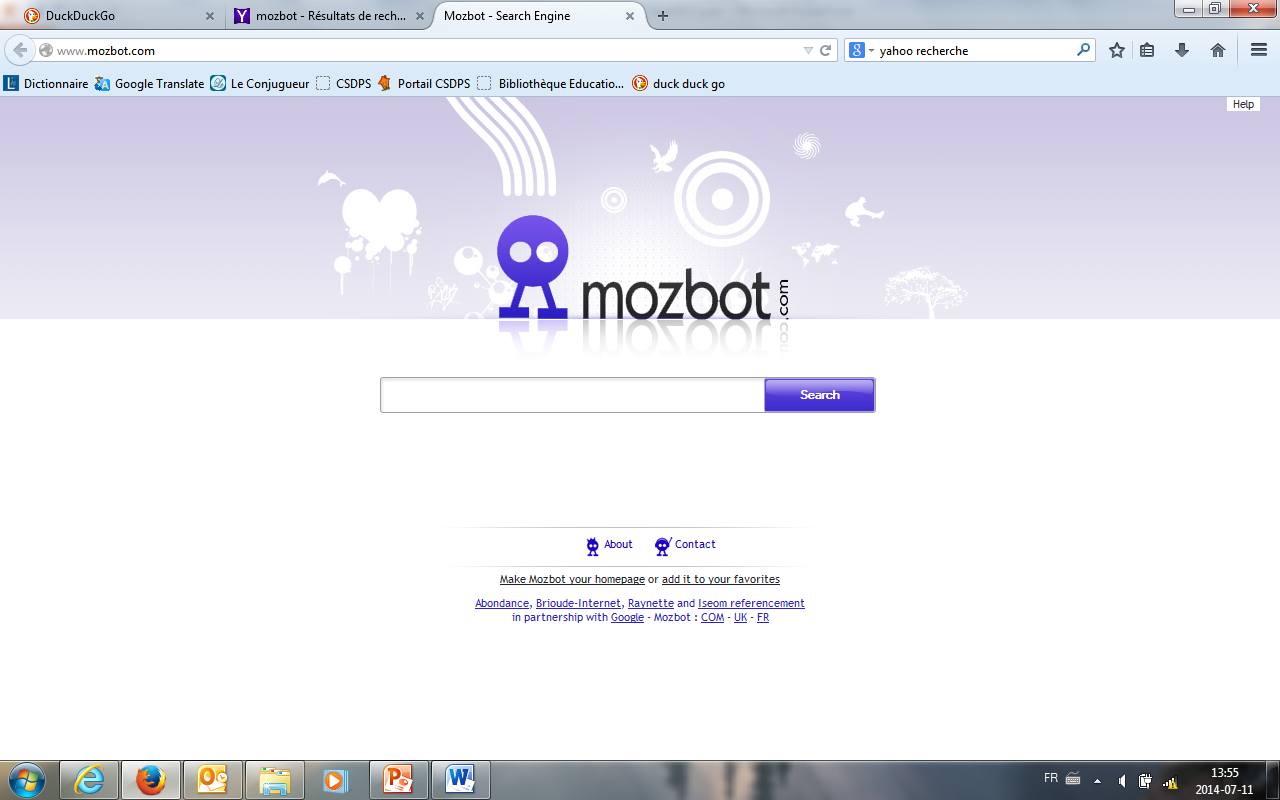 DuckDuckGo
mozbot - Résultats de rech...
Mozbot - Search Engine
www.mozbot.com
yahoo recherche
Dictionnaire
Google Translate
Le Conjugueur
CSDPS
Portail CSDPS
Bibliothèque Educatio...
duck duck go
Help
mozbot.com
Search
About
Contact
Make Mozbot your homepage or add it to your favorites
Abondance, Brioude-Internet, Raynette and Iseom referencement
in partnership with Google - Mozbot : COM - UK - FR
FR
13:55
2014-07-11